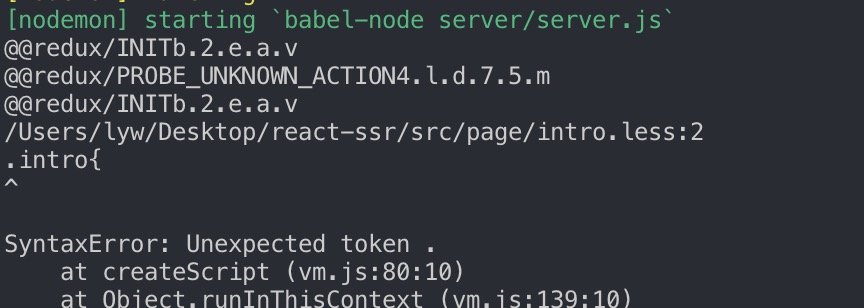 [nodemon] starting `babel-node server/server.js`
@@redux/INITb.2.e.a.v
@@redux/PROBE_UNKNOWN_ACTION4.l.d.7.5.m
@@redux/INITb.2.e.a.v
/Users/lyw/Desktop/react-ssr/src/page/intro.less:2
.intro{
^
SyntaxError: Unexpected token .
    at createScript (vm.js:80:10)
    at Object.runInThisContext (vm.js:139:10)